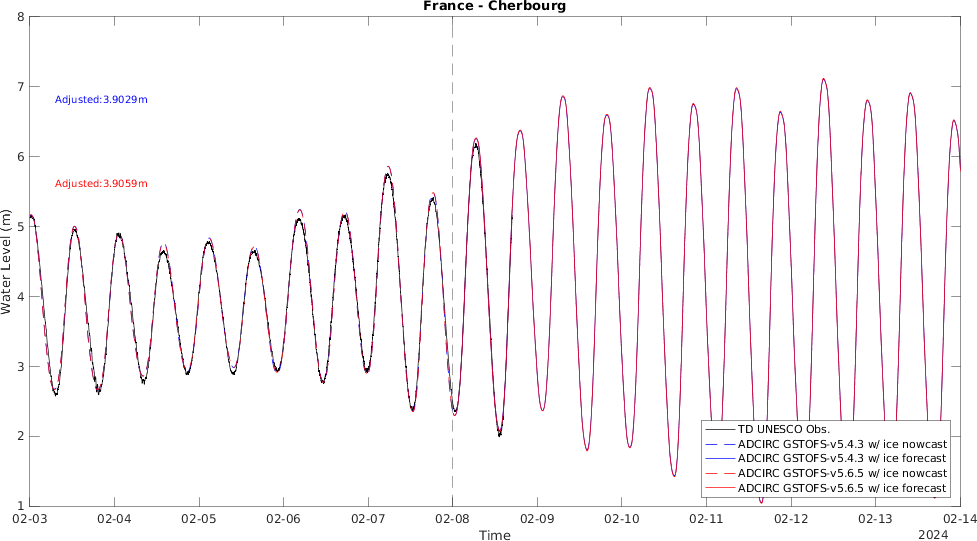 France - Cherbourg
8
7
6
5
4
3
2
1
Water Level (m)
Adjusted:3.9029m
Adjusted:3.9059m
TD UNESCO Obs.
ADCIRC GSTOFS-v5.4.3 w/ ice nowcast
ADCIRC GSTOFS-v5.4.3 w/ ice forecast
ADCIRC GSTOFS-v5.6.5 w/ ice nowcast
ADCIRC GSTOFS-v5.6.5 w/ ice forecast
02-03 02-04 02-05 02-06 02-07 02-08 02-09 02-10 02-11 02-12 02-13 02-14
Time
2024